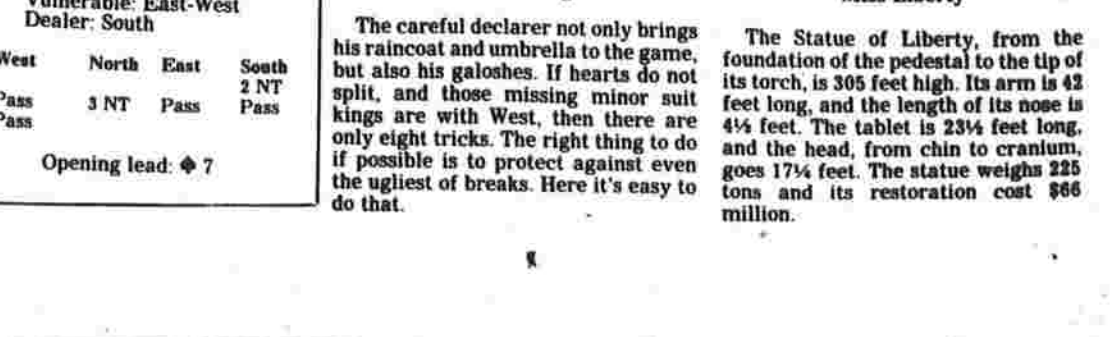 Vulnerable: East-West
Dealer: South
West North East South
2 NT
Pass 3 NT Pass Pass
Pass
Opening lead: ♠ 7
The careful declarer not only brings
his raincoat and umbrella to the game,
but also his galoshes. If hearts do not
split, and those missing minor suit
kings are with West, then there are
only eight tricks. The right thing to do
if possible is to protect against even
the ugliest of breaks. Here it's easy to
do that.
The Statue of Liberty, from the
foundation of the pedestal to the tip of
its torch, is 305 feet high. Its arm is 42
feet long, and the length of its nose is
4½ feet. The tablet is 23½ feet long,
and the head, from chin to cranium,
goes 17¼ feet. The statue weighs 225
tons and its restoration cost $66
million.